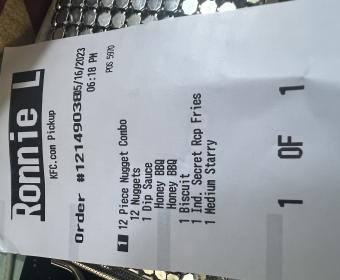 Ronnie L
KFC.com Pickup
Order #1214903805/16/2023
06:18 PM
POS 5970
1 12 Piece Nugget Combo
12 Nuggets
1 Dip Sauce
Honey BBQ
Honey BBQ
1 Biscuit
1 Ind. Secret Rcp Fries
1 Medium Starry
1 OF 1